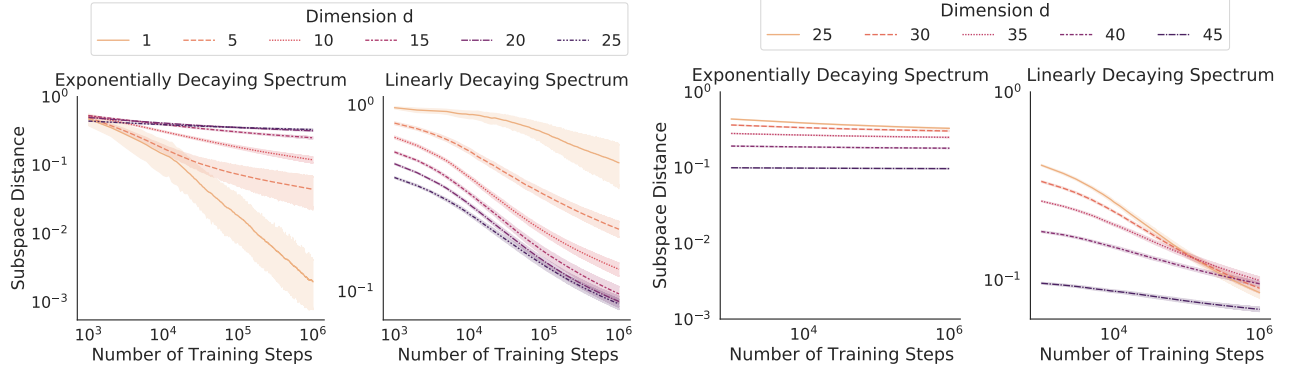 Dimension d
1 5 10 15 20 25
Exponentially Decaying Spectrum
Subspace Distance
10^0
10^-1
10^-2
10^-3
10^3 10^4 10^5 10^6
Number of Training Steps
Linearly Decaying Spectrum
10^0
10^-1
10^3 10^4 10^5 10^6
Number of Training Steps
Dimension d
25 30 35 40 45
Exponentially Decaying Spectrum
Subspace Distance
10^0
10^-1
10^-2
10^-3
10^4 10^6
Number of Training Steps
Linearly Decaying Spectrum
10^0
10^-1
10^4 10^6
Number of Training Steps